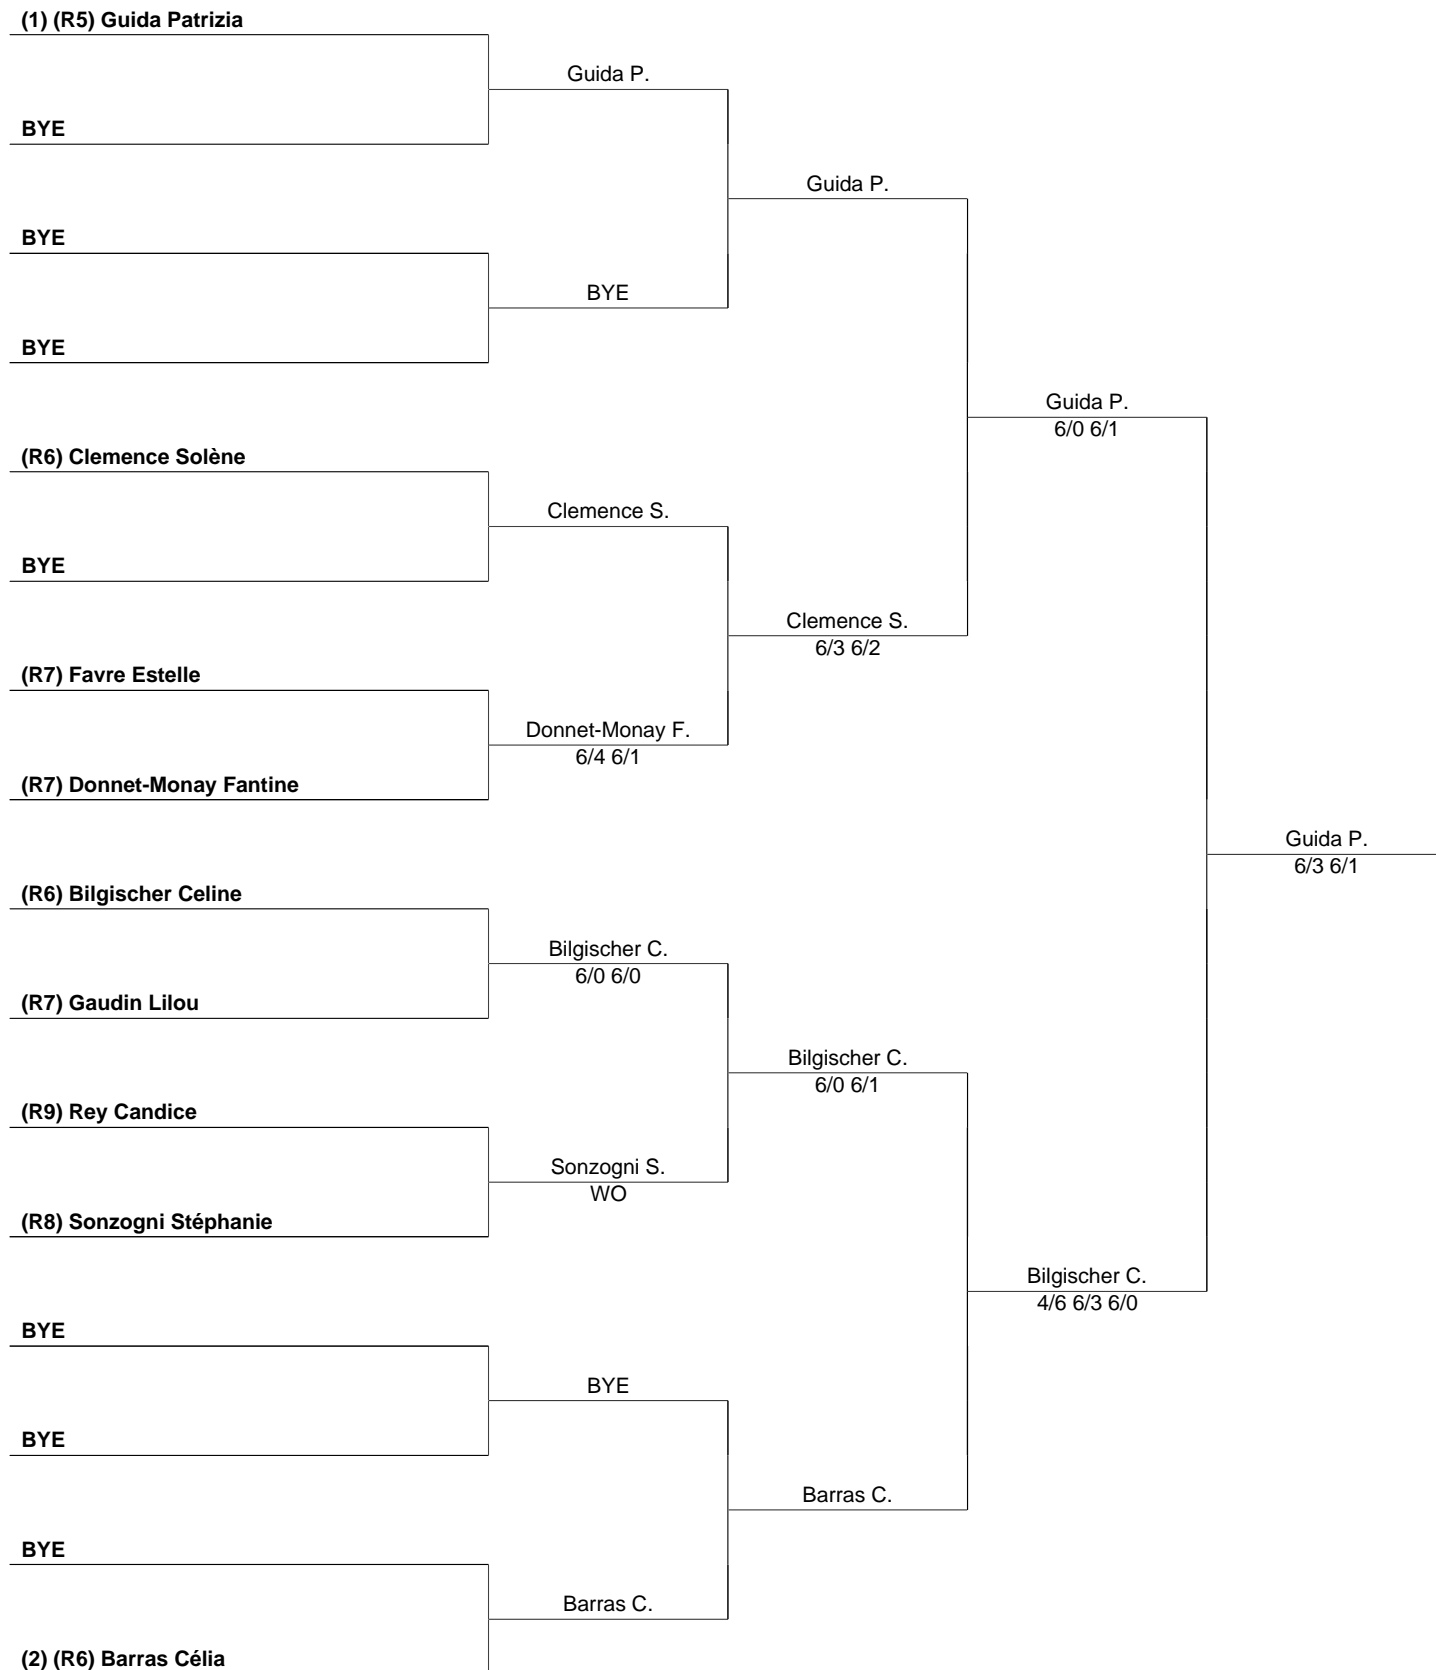 (1) (R5) Guida Patrizia
Guida P.
BYE
Guida P.
BYE
BYE
BYE
Guida P.
6/0 6/1
(R6) Clemence Solène
Clemence S.
BYE
Clemence S.
6/3 6/2
(R7) Favre Estelle
Donnet-Monay F.
6/4 6/1
(R7) Donnet-Monay Fantine
Guida P.
6/3 6/1
(R6) Bilgischer Celine
Bilgischer C.
6/0 6/0
(R7) Gaudin Lilou
Bilgischer C.
6/0 6/1
(R9) Rey Candice
Sonzogni S.
WO
(R8) Sonzogni Stéphanie
Bilgischer C.
4/6 6/3 6/0
BYE
BYE
BYE
Barras C.
BYE
Barras C.
(2) (R6) Barras Célia